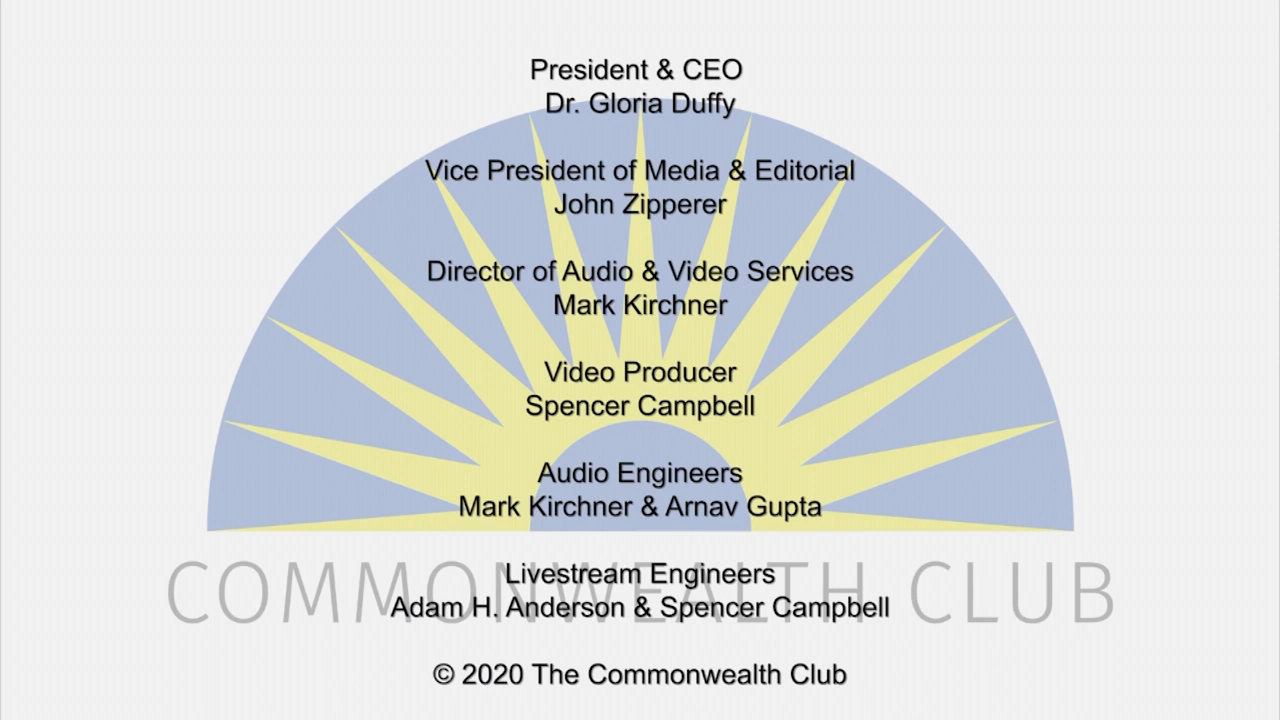 President & CEO
Dr. Gloria Duffy
Vice President of Media & Editorial
John Zipperer
Director of Audio & Video Services
Mark Kirchner
Video Producer
Spencer Campbell
Audio Engineers
Mark Kirchner & Arnav Gupta
COMMONWEALTH CLUB
Livestream Engineers
Adam H. Anderson & Spencer Campbell
© 2020 The Commonwealth Club